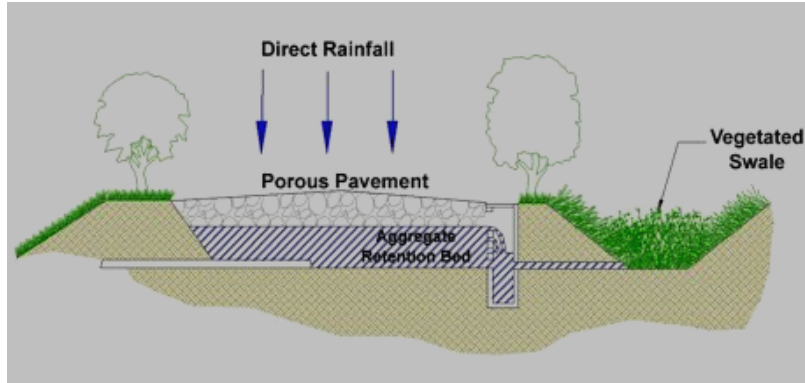 Direct Rainfall
Porous Pavement
Vegetated
Swale
Aggregate
Retention Bed